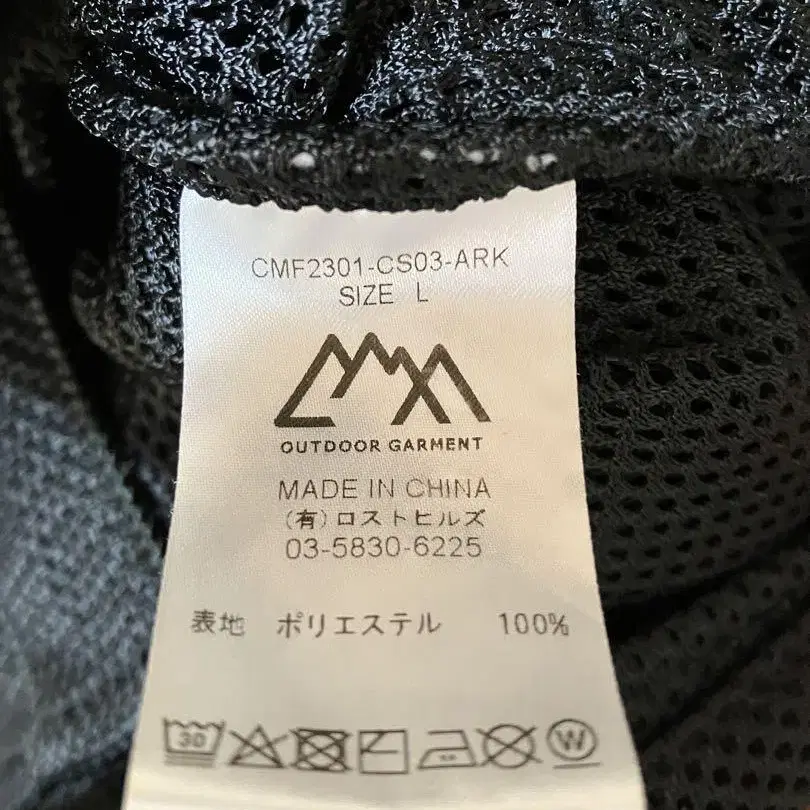 CMF2301-CS03-ARK
SIZE L
OUTDOOR GARMENT
MADE IN CHINA
(有)ロストヒルズ
03-5830-6225
表地 ポリエステル 100%
30 W